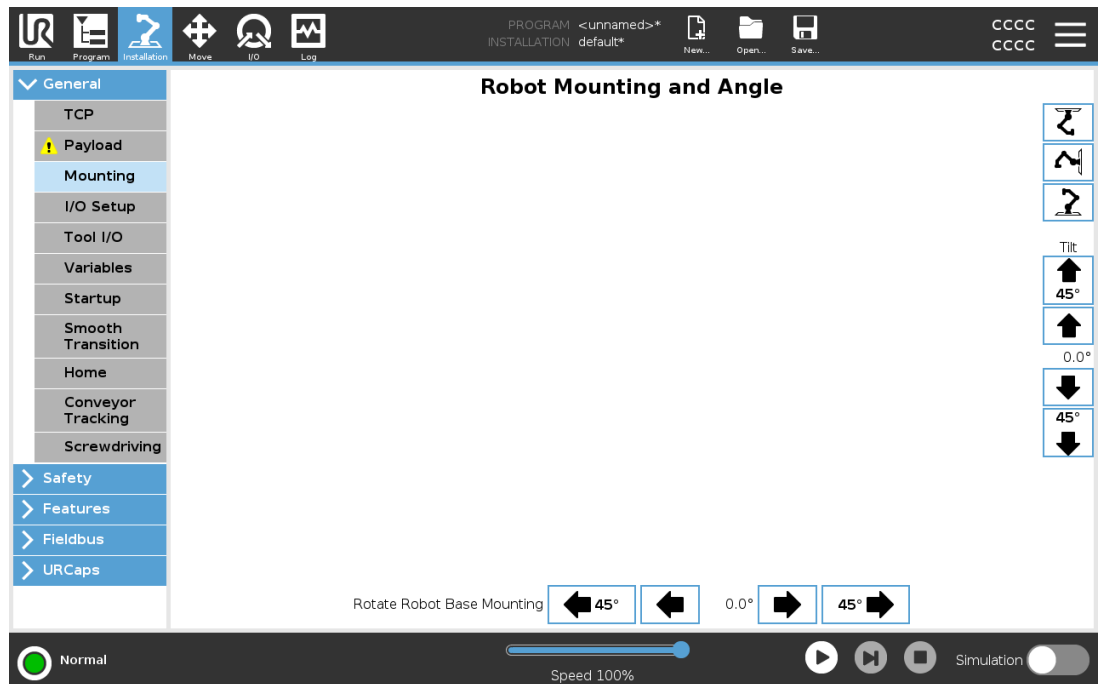 PROGRAM <unnamed>*
INSTALLATION default*
CCCC
CCCC
Run
Program
Installation
Move
I/O
Log
New...
Open...
Save...
General
TCP
Payload
Mounting
I/O Setup
Tool I/O
Variables
Startup
Smooth
Transition
Home
Conveyor
Tracking
Screwdriving
Safety
Features
Fieldbus
URCaps
Robot Mounting and Angle
Tilt
45°
0.0°
45°
Rotate Robot Base Mounting 45° 0.0° 45°
Normal
Speed 100%
Simulation